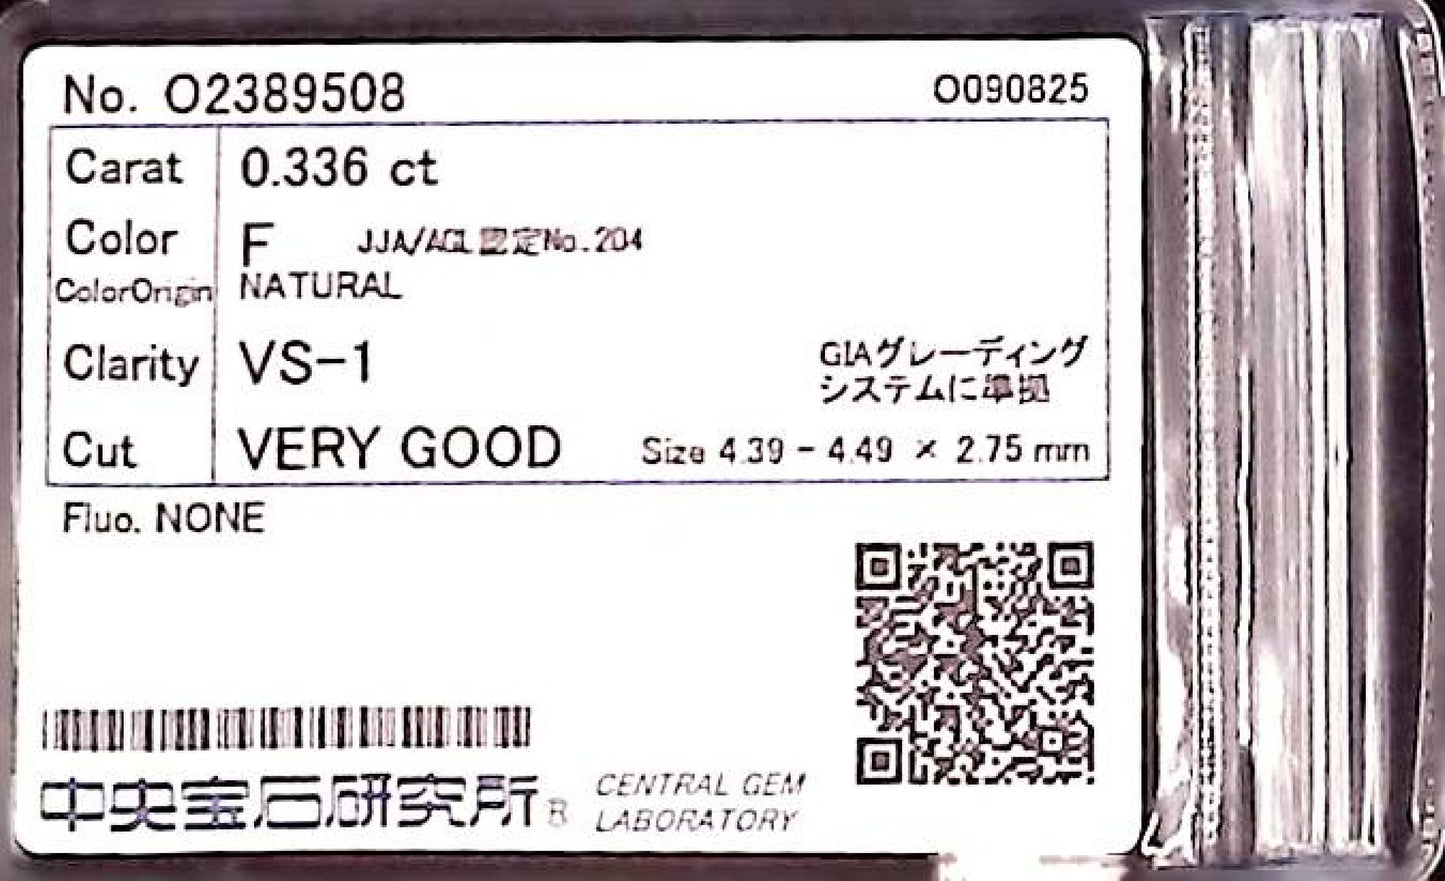 No. O2389508
O090825
Carat 0.336 ct
Color F JJA/AGL認定No.204
ColorOrigin NATURAL
Clarity VS-1
GIAグレーディング
システムに準拠
Cut VERY GOOD Size 4.39 - 4.49 × 2.75 mm
Fluo. NONE
中央宝石研究所
CENTRAL GEM
LABORATORY